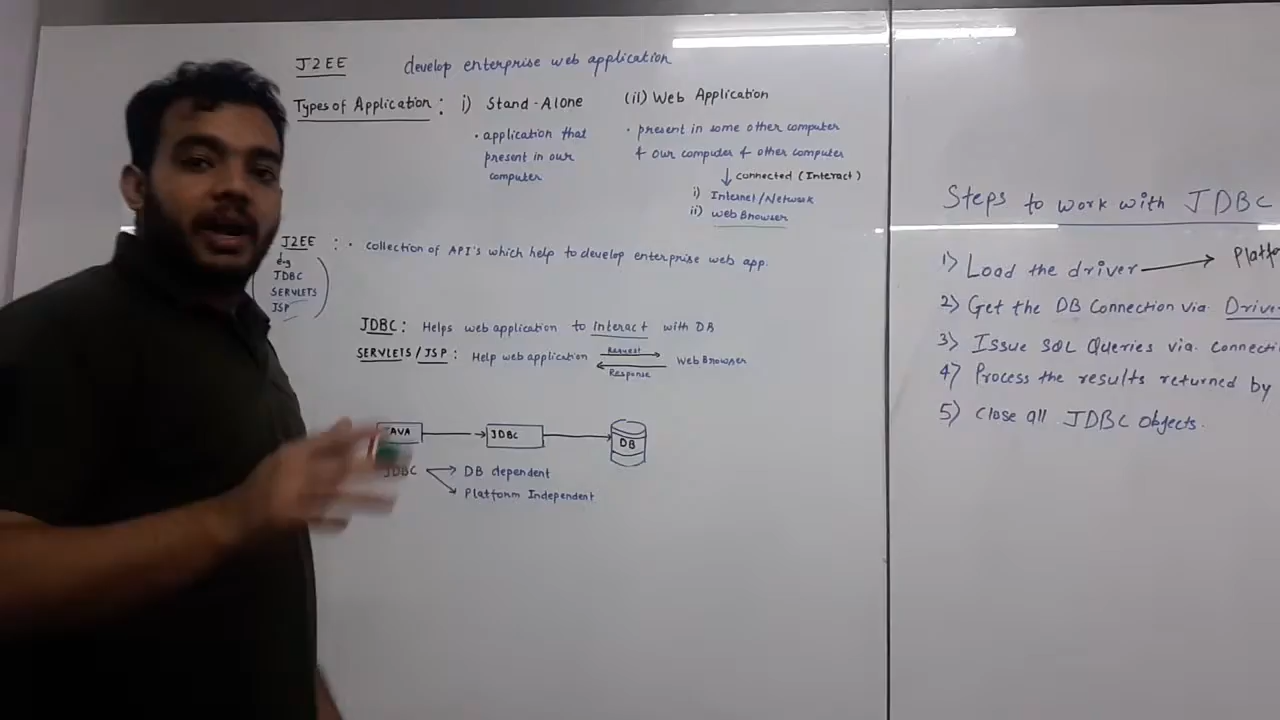 J2EE develop enterprise web application
Types of Application : i) Stand-Alone (ii) Web Application
• application that present in our computer
• present in some other computer
& our computer & other computer
↓ connected (Interact)
i) Internet/Network
ii) Web Browser
J2EE : • collection of API's which help to develop enterprise web app.
eg
JDBC
SERVLETS
JSP
JDBC : Helps web application to interact with DB
SERVLETS / JSP : Help web application Request Response Web Browser
JAVA → JDBC → DB
JDBC → DB dependent
→ Platform Independent
Steps to work with JDBC
1) Load the driver → Platfo
2) Get the DB Connection via. Drive
3) Issue SQL Queries via. connecti
4) Process the results returned by
5) Close all JDBC Objects.